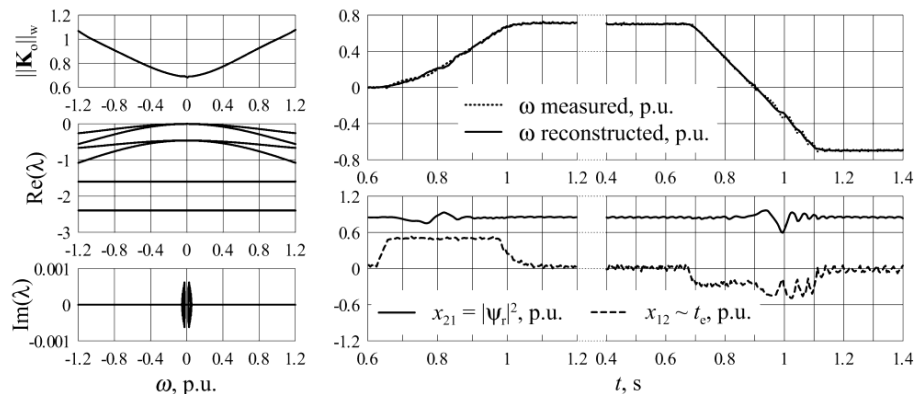 ||K_o||_w
1.2
1
0.8
0.6
-1.2 -0.8 -0.4 0 0.4 0.8 1.2
Re(λ)
0
-1
-2
-3
-1.2 -0.8 -0.4 0 0.4 0.8 1.2
Im(λ)
0.001
0
-0.001
-1.2 -0.8 -0.4 0 0.4 0.8 1.2
ω, p.u.
0.8
0.4
0
-0.4
-0.8
ω measured, p.u.
ω reconstructed, p.u.
0.6 0.8 1 1.2 0.4 0.6 0.8 1 1.2 1.4
1.2
0.6
0
-0.6
-1.2
x₂₁ = |ψ_r|², p.u. x₁₂ ~ t_e, p.u.
0.6 0.8 1 1.2 0.4 0.6 0.8 1 1.2 1.4
t, s